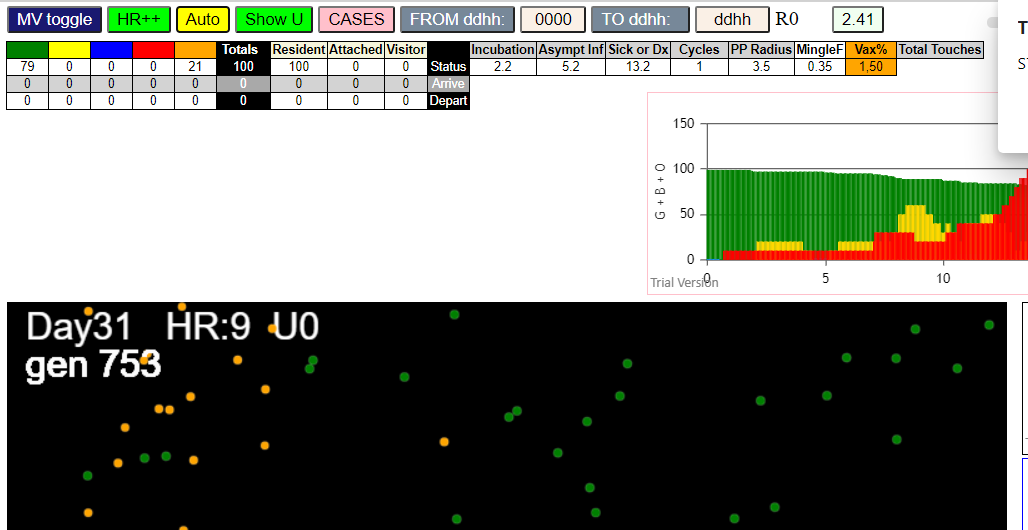 MV toggle HR++ Auto Show U CASES FROM ddhh: 0000 TO ddhh: ddhh R0 2.41
Totals Resident Attached Visitor Incubation Asympt Inf Sick or Dx Cycles PP Radius MingleF Vax% Total Touches
79 0 0 0 21 100 100 0 0 Status 2.2 5.2 13.2 1 3.5 0.35 1,50
0 0 0 0 0 0 0 0 0 Arrive
0 0 0 0 0 0 0 0 0 Depart
150
100
50
0
G + B + O
0 5 10
Trial Version
Day31 HR:9 U0
gen 753